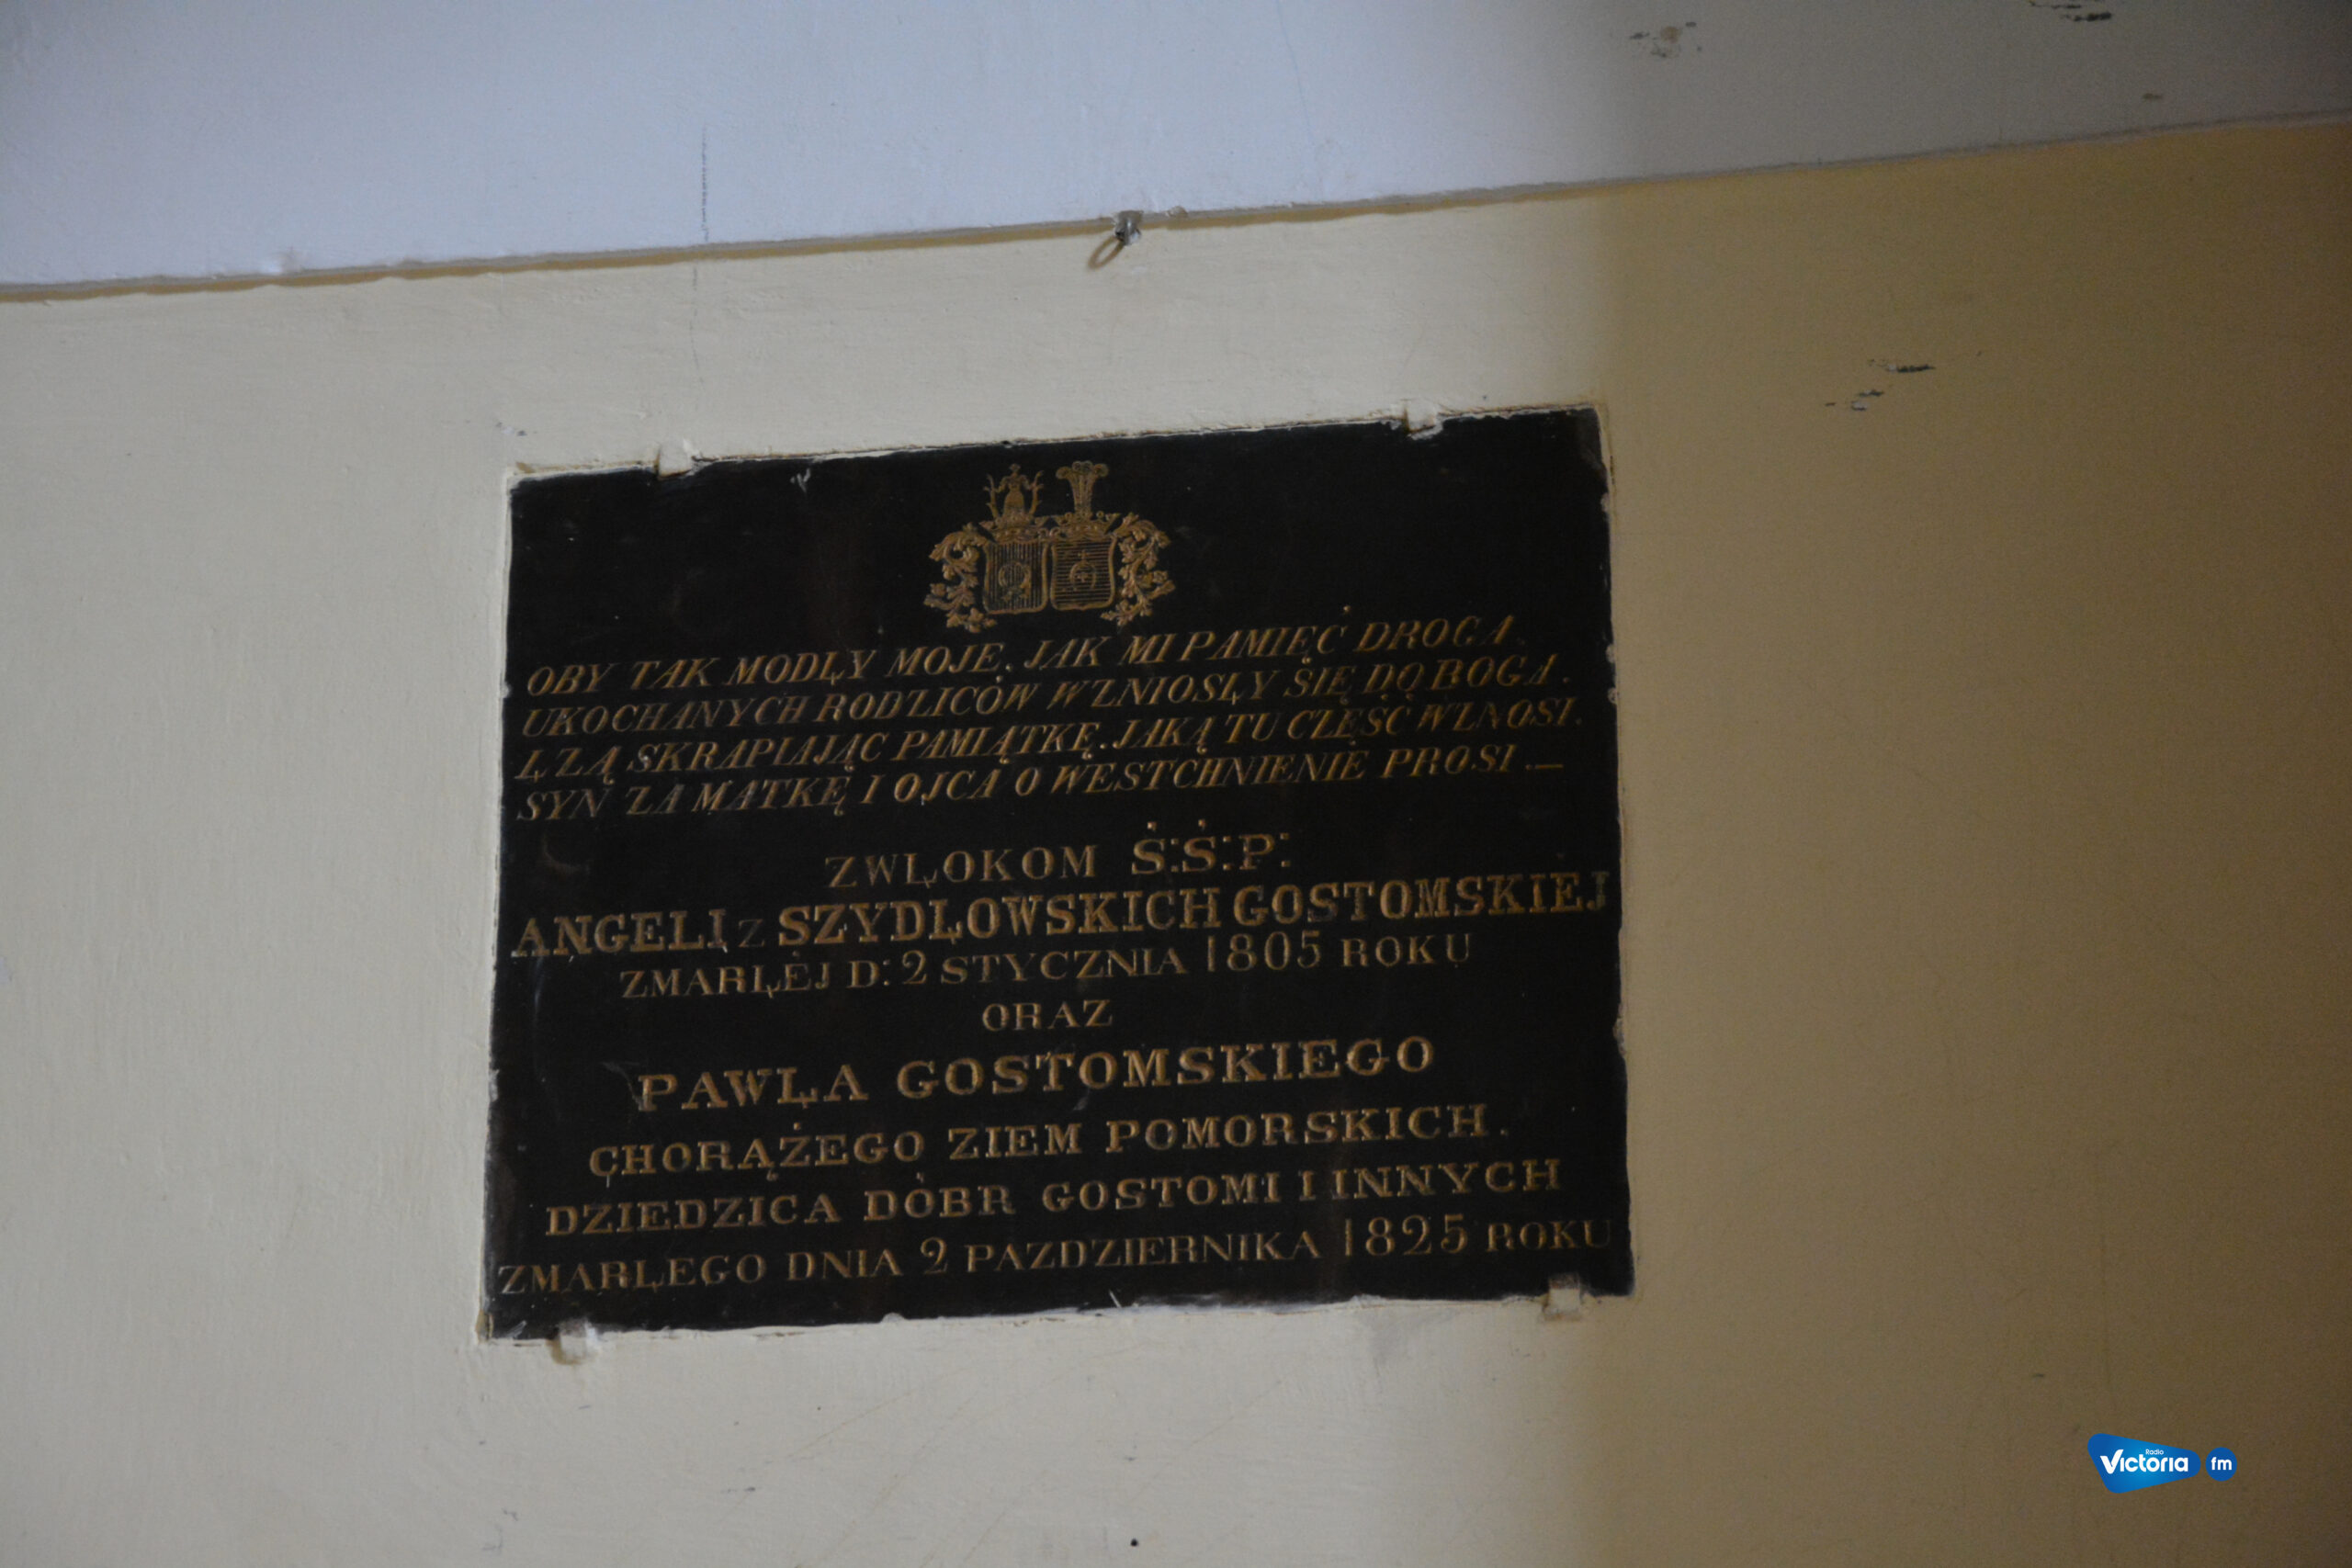 OBY TAK MODŁY MOJE, JAK MI PAMIĘĆ DROGA.
UKOCHANYCH RODZICÓW WZNIOSŁY SIĘ DO BOGA.
ŁZĄ SKRAPIAJĄC PAMIĄTKĘ, JAKĄ TU CZĘŚĆ WZNOSI.
SYN ZA MATKĘ I OJCA O WESTCHNIENIE PROSI.—
ZWŁOKOM Ś:Ś:P:
ANGELI Z SZYDŁOWSKICH GOSTOMSKIEJ
ZMARŁÉJ D: 2 STYCZNIA 1805 ROKU
ORAZ
PAWŁA GOSTOMSKIEGO
CHORĄŻEGO ZIEM POMORSKICH.
DZIEDZICA DÓBR GOSTOMI I INNYCH
ZMARŁEGO DNIA 2 PAZDZIERNIKA 1825 ROKU
Radio
Victoria fm